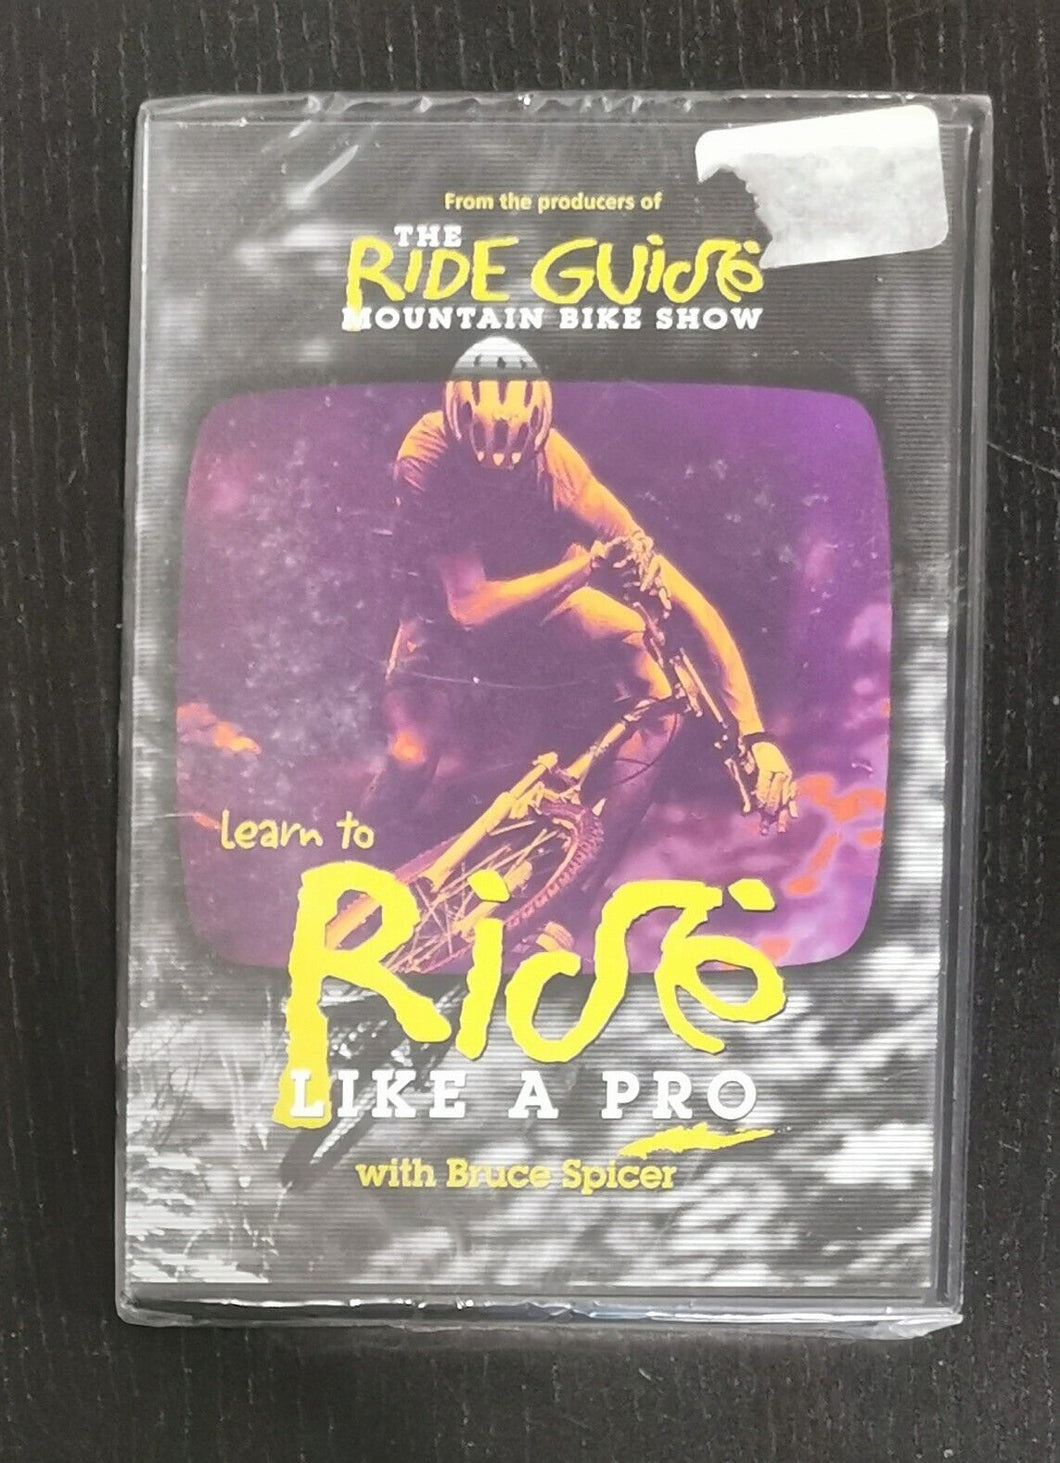 From the producers of
THE
RIDE GUide
MOUNTAIN BIKE SHOW
learn to
Ride
LIKE A PRO
with Bruce Spicer